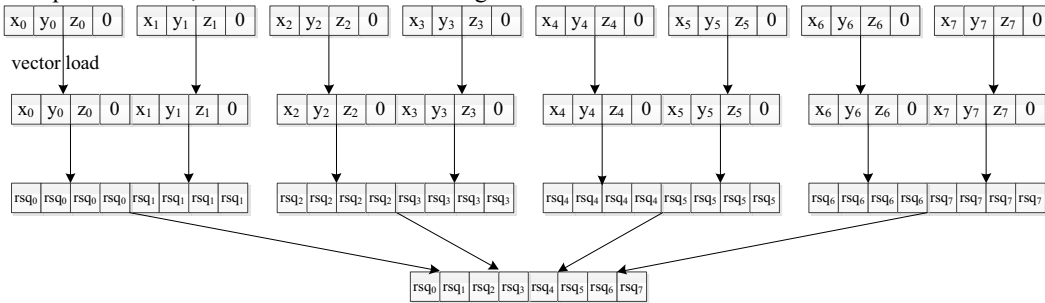 x₀ y₀ z₀ 0 x₁ y₁ z₁ 0 x₂ y₂ z₂ 0 x₃ y₃ z₃ 0 x₄ y₄ z₄ 0 x₅ y₅ z₅ 0 x₆ y₆ z₆ 0 x₇ y₇ z₇ 0
vector load
x₀ y₀ z₀ 0 x₁ y₁ z₁ 0 x₂ y₂ z₂ 0 x₃ y₃ z₃ 0 x₄ y₄ z₄ 0 x₅ y₅ z₅ 0 x₆ y₆ z₆ 0 x₇ y₇ z₇ 0
rsq₀ rsq₀ rsq₀ rsq₀ rsq₁ rsq₁ rsq₁ rsq₁ rsq₂ rsq₂ rsq₂ rsq₂ rsq₃ rsq₃ rsq₃ rsq₃ rsq₄ rsq₄ rsq₄ rsq₄ rsq₅ rsq₅ rsq₅ rsq₅ rsq₆ rsq₆ rsq₆ rsq₆ rsq₇ rsq₇ rsq₇ rsq₇
rsq₀ rsq₁ rsq₂ rsq₃ rsq₄ rsq₅ rsq₆ rsq₇